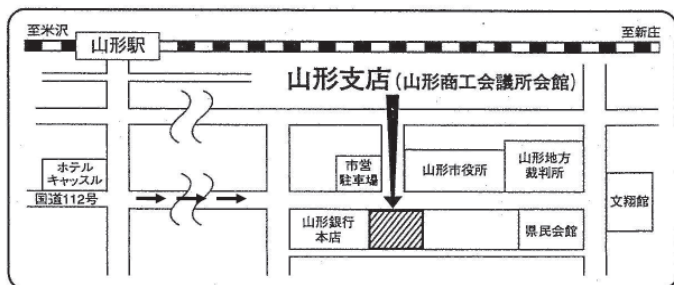 至米沢
山形駅
至新庄
山形支店(山形商工会議所会館)
ホテル
キャッスル
国道112号
市営
駐車場
山形市役所
山形地方
裁判所
文翔館
山形銀行
本店
県民会館